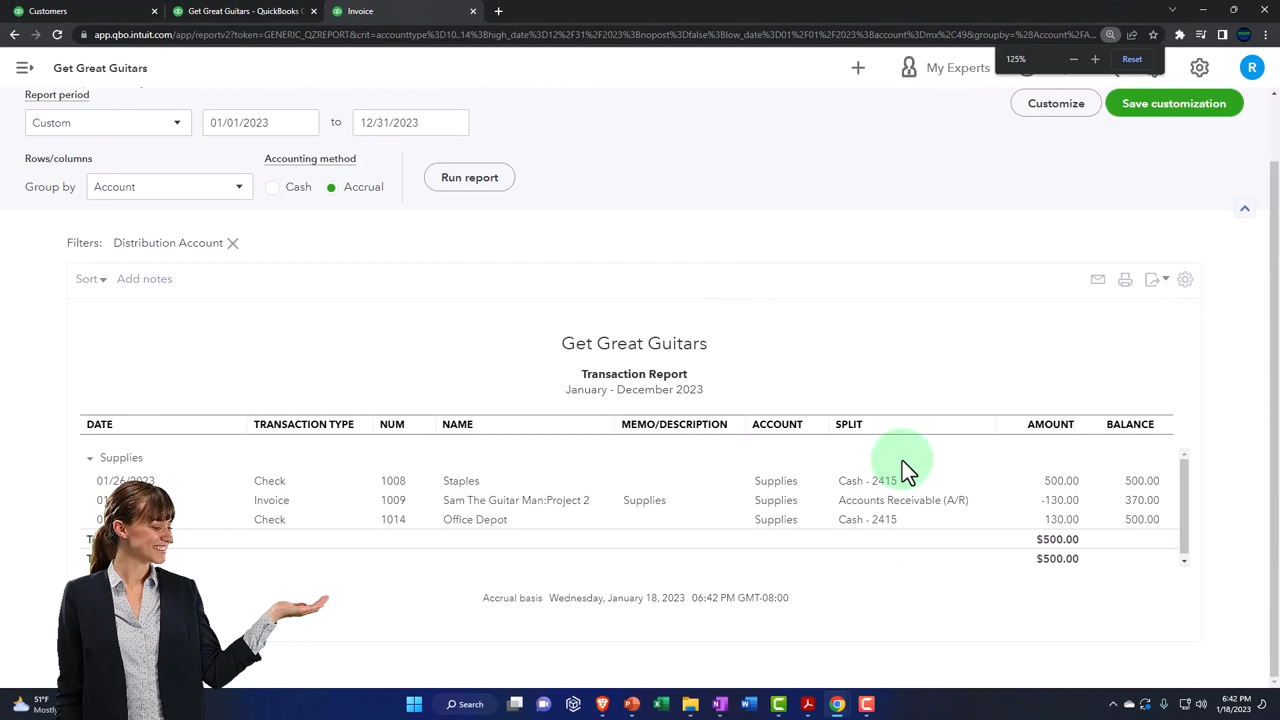 Customers
Get Great Guitars - QuickBooks
Invoice
app.qbo.intuit.com/app/reportv2?token=GENERIC_QZREPORT&crit=accounttype%3D10..14%3Bhigh_date%3D12%2F31%2F2023%3Bnopost%3Dfalse%3Blow_date%3D01%2F01%2F2023%3Baccount%3Dmx%2C49&groupby=%28Account%2FA...
125%
Reset
Get Great Guitars
My Experts
R
Report period
Custom
01/01/2023
to
12/31/2023
Customize
Save customization
Rows/columns
Accounting method
Group by
Account
Cash
Accrual
Run report
Filters: Distribution Account
Sort
Add notes
Get Great Guitars
Transaction Report
January - December 2023
DATE TRANSACTION TYPE NUM NAME MEMO/DESCRIPTION ACCOUNT SPLIT AMOUNT BALANCE
Supplies
01/26/2023 Check 1008 Staples Supplies Cash - 2415 500.00 500.00
Invoice 1009 Sam The Guitar Man:Project 2 Supplies Supplies Accounts Receivable (A/R) -130.00 370.00
Check 1014 Office Depot Supplies Cash - 2415 130.00 500.00
$500.00
$500.00
Accrual basis Wednesday, January 18, 2023 06:42 PM GMT-08:00
51°F
Search
6:42 PM
1/18/2023